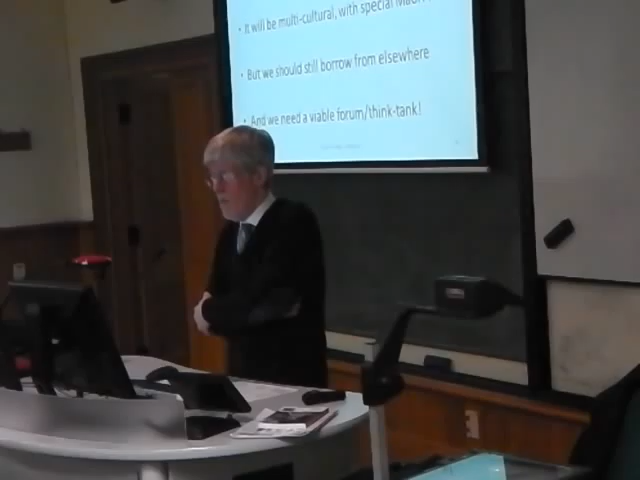 • It will be multi-cultural, with special
• But we should still borrow from elsewhere
• And we need a viable forum/think-tank!